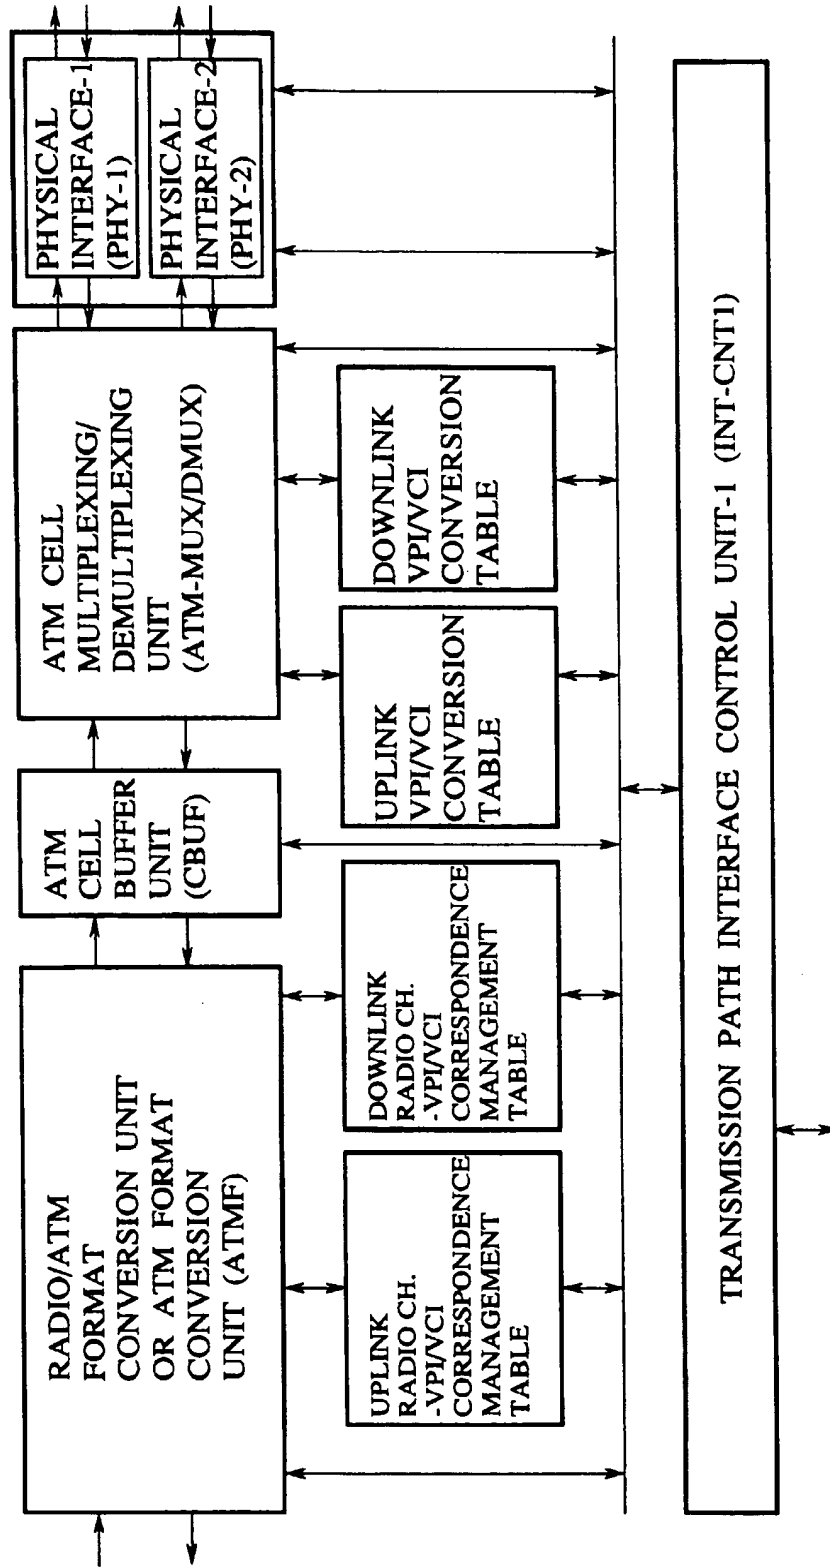 RADIO/ATM
FORMAT
CONVERSION UNIT
OR ATM FORMAT
CONVERSION
UNIT (ATMF)
ATM
CELL
BUFFER
UNIT
(CBUF)
ATM CELL
MULTIPLEXING/
DEMULTIPLEXING
UNIT
(ATM-MUX/DMUX)
PHYSICAL
INTERFACE-1
(PHY-1)
PHYSICAL
INTERFACE-2
(PHY-2)
UPLINK
RADIO CH.
-VPI/VCI
CORRESPONDENCE
MANAGEMENT
TABLE
DOWNLINK
RADIO CH.
-VPI/VCI
CORRESPONDENCE
MANAGEMENT
TABLE
UPLINK
VPI/VCI
CONVERSION
TABLE
DOWNLINK
VPI/VCI
CONVERSION
TABLE
TRANSMISSION PATH INTERFACE CONTROL UNIT-1 (INT-CNT1)